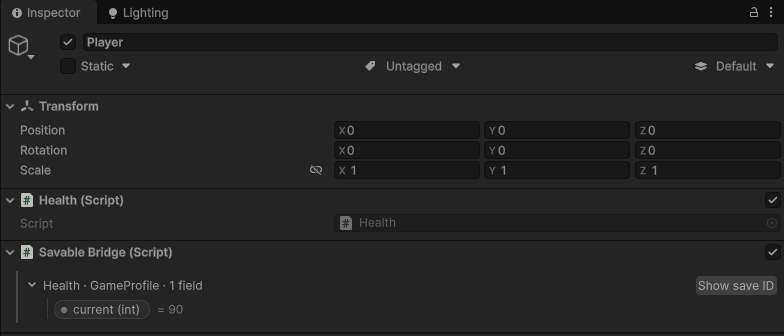 Inspector
Lighting
Player
Static
Untagged
Default
Transform
Position X 0 Y 0 Z 0
Rotation X 0 Y 0 Z 0
Scale X 1 Y 1 Z 1
# Health (Script)
Script # Health
# Savable Bridge (Script)
Health · GameProfile · 1 field Show save ID
current (int) = 90